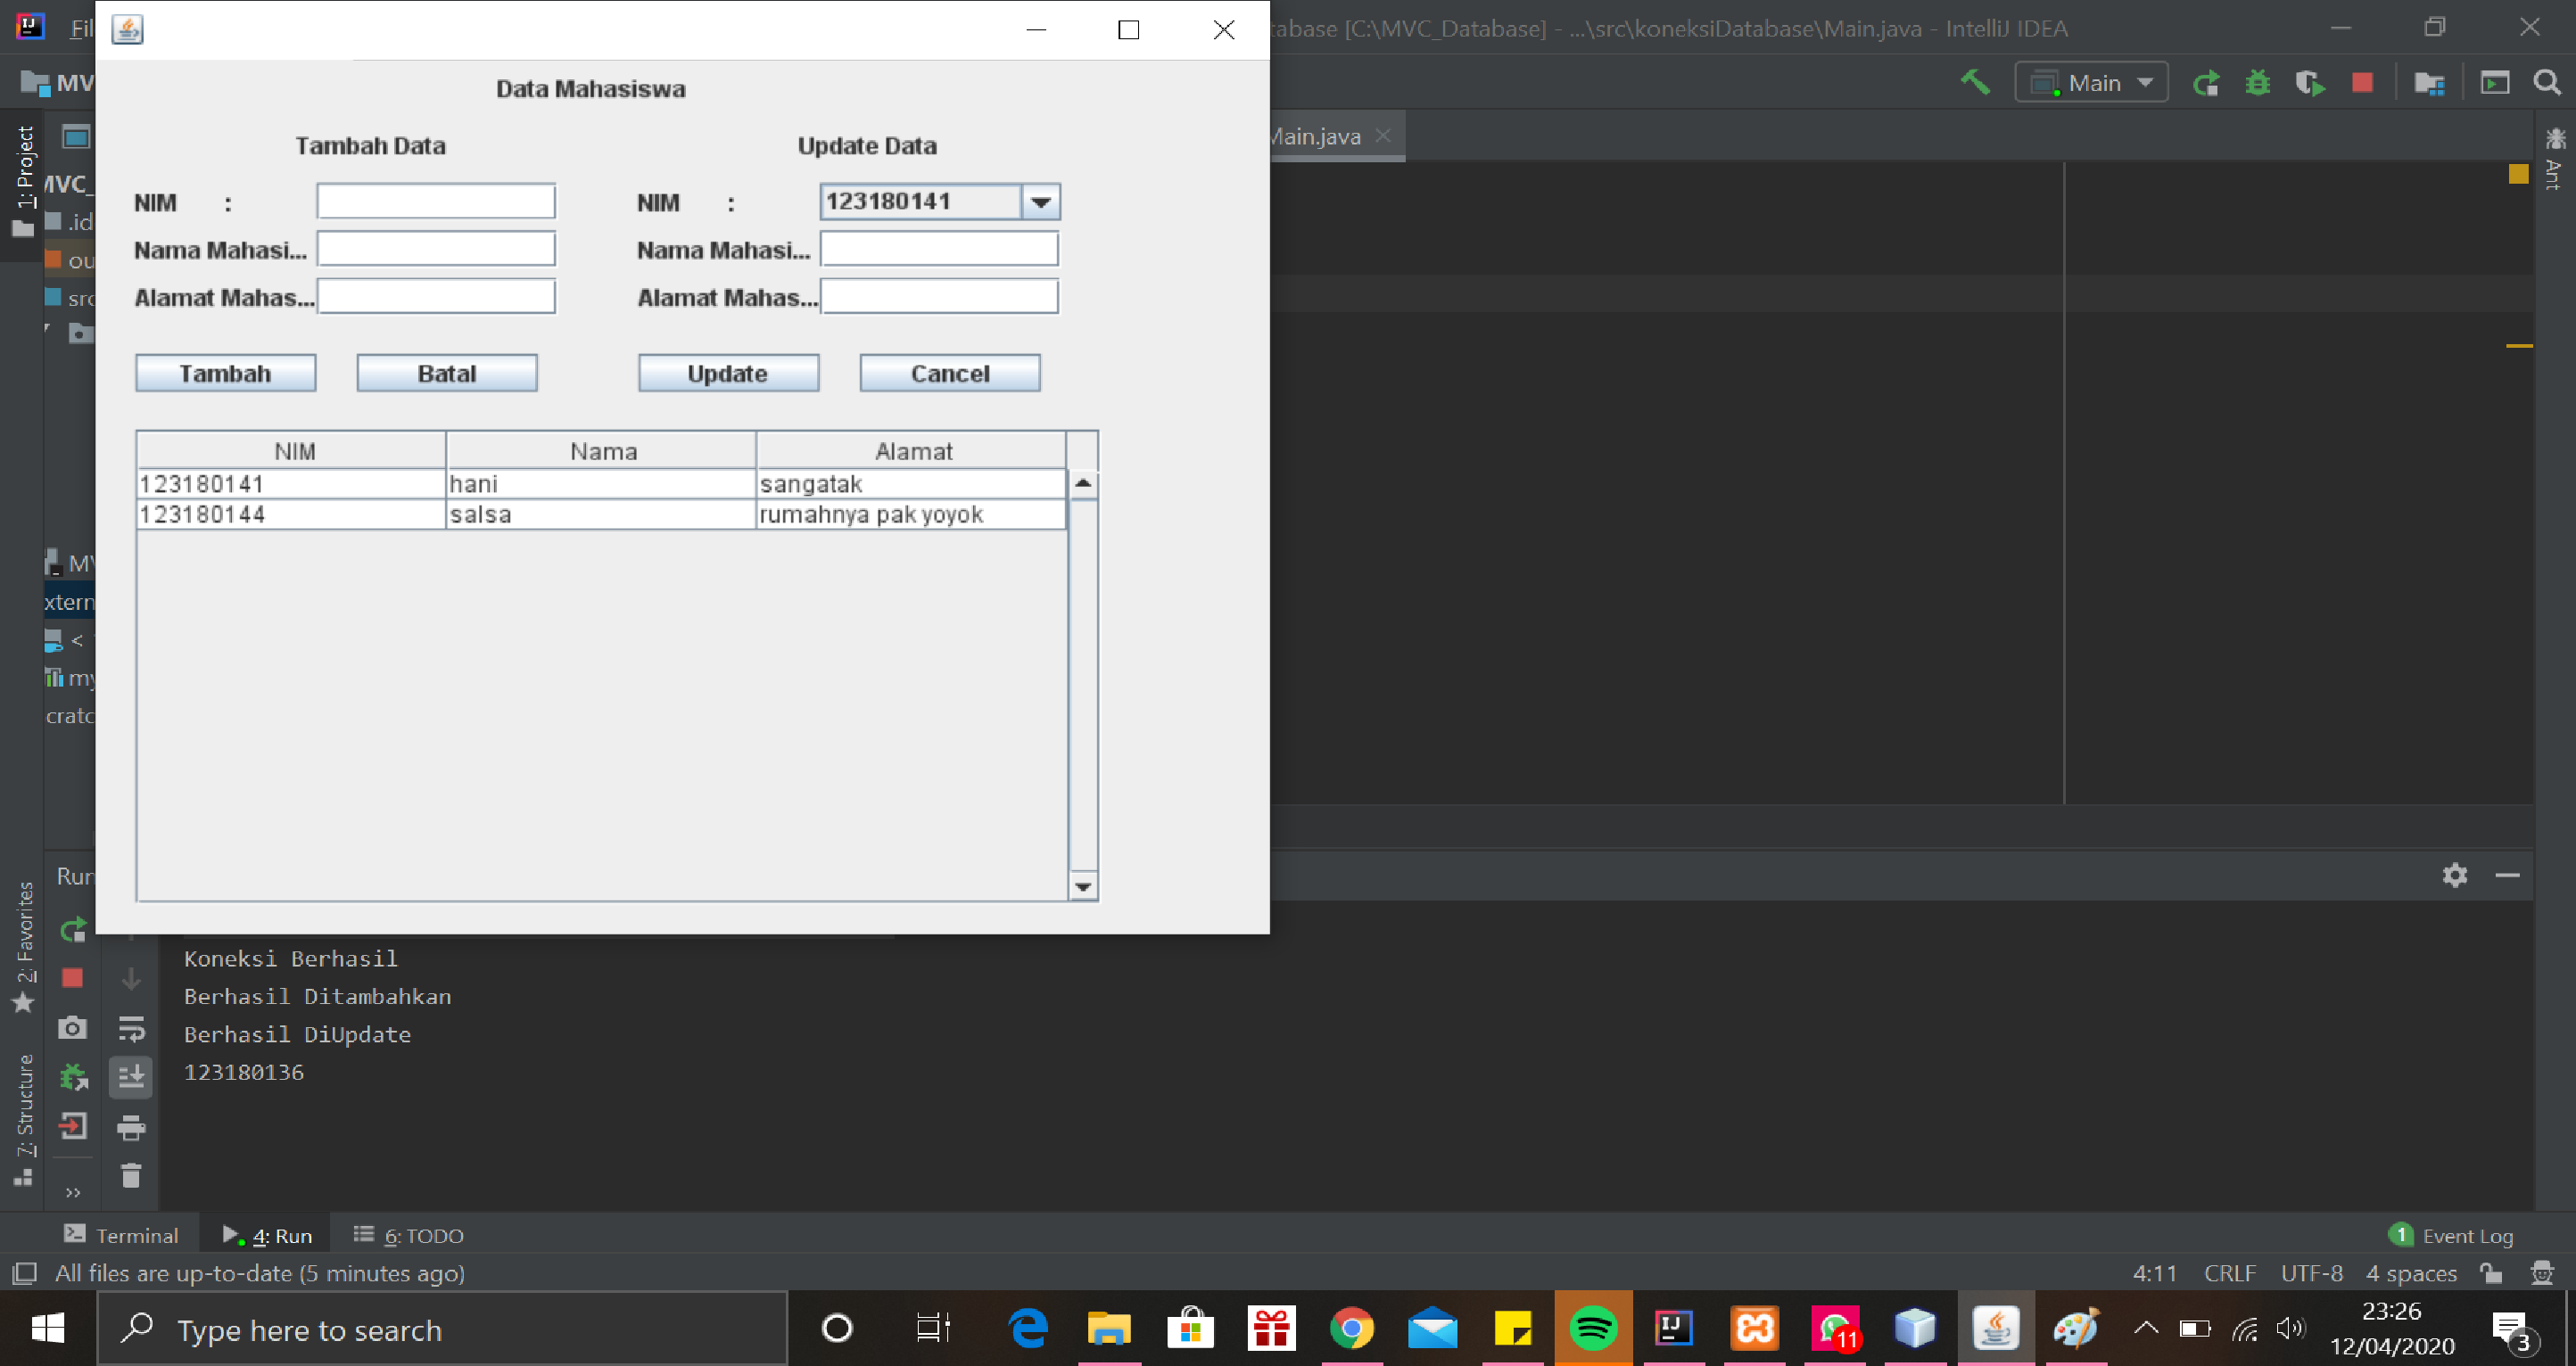 Fil
tabase [C:\MVC_Database] - ...\src\koneksiDatabase\Main.java - IntelliJ IDEA
MV
Main
Data Mahasiswa
1: Project
Main.java
Ant
Tambah Data
Update Data
MVC_
NIM :
NIM : 123180141
.id
Nama Mahasi...
Nama Mahasi...
ou
Alamat Mahas...
Alamat Mahas...
src
Tambah
Batal
Update
Cancel
NIM Nama Alamat
123180141 hani sangatak
123180144 salsa rumahnya pak yoyok
MV
xtern
<
my
cratc
Run
2: Favorites
7: Structure
Koneksi Berhasil
Berhasil Ditambahkan
Berhasil DiUpdate
123180136
Terminal
4: Run
6: TODO
1 Event Log
All files are up-to-date (5 minutes ago)
4:11 CRLF UTF-8 4 spaces
Type here to search
11
23:26
12/04/2020
3